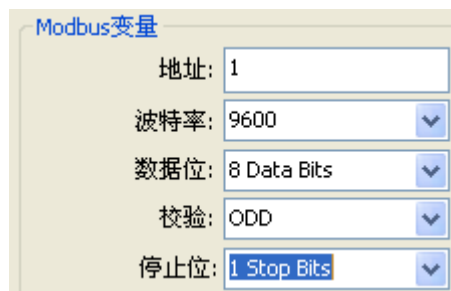 Modbus变量
地址: 1
波特率: 9600
数据位: 8 Data Bits
校验: ODD
停止位: 1 Stop Bits